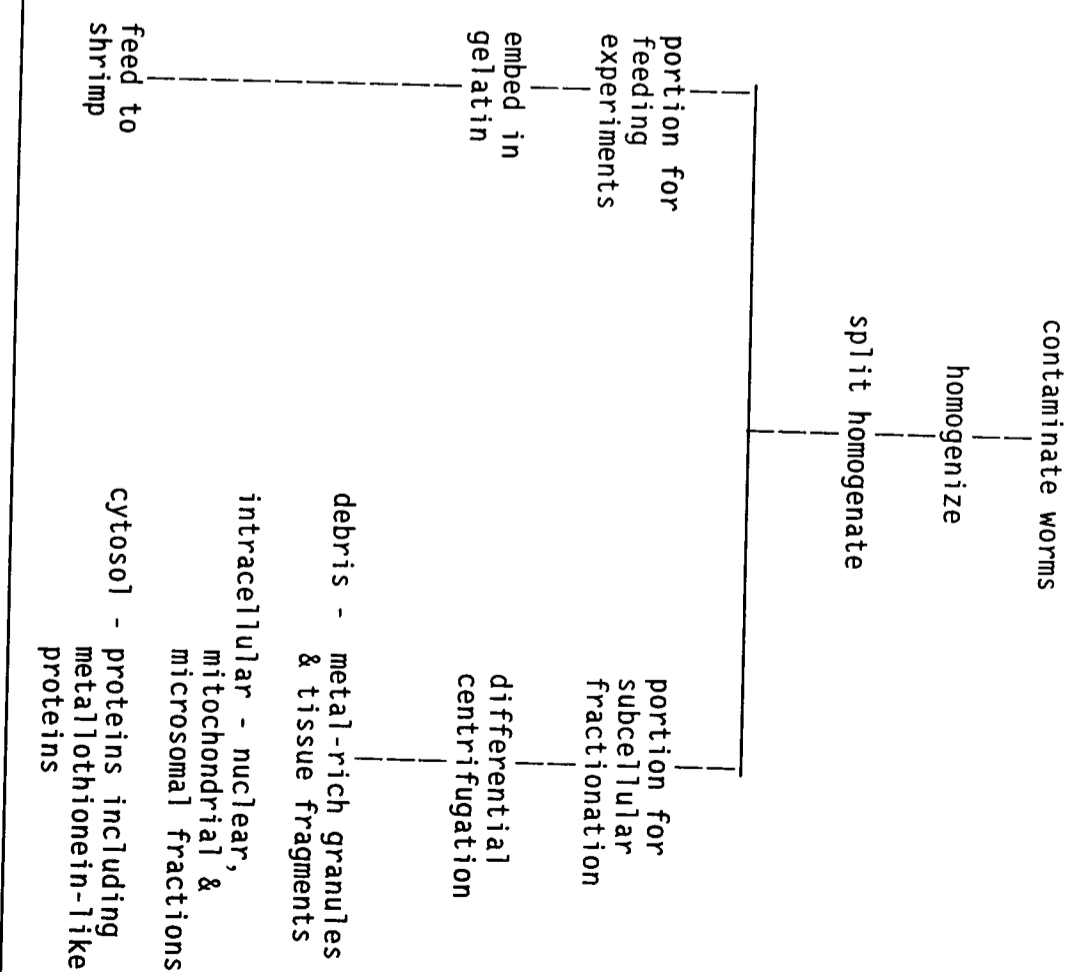 contaminate worms
homogenize
split homogenate
portion for
feeding
experiments
embed in
gelatin
feed to
shrimp
portion for
subcellular
fractionation
differential
centrifugation
debris - metal-rich granules
& tissue fragments
intracellular - nuclear,
mitochondrial &
microsomal fractions
cytosol - proteins including
metallothionein-like
proteins